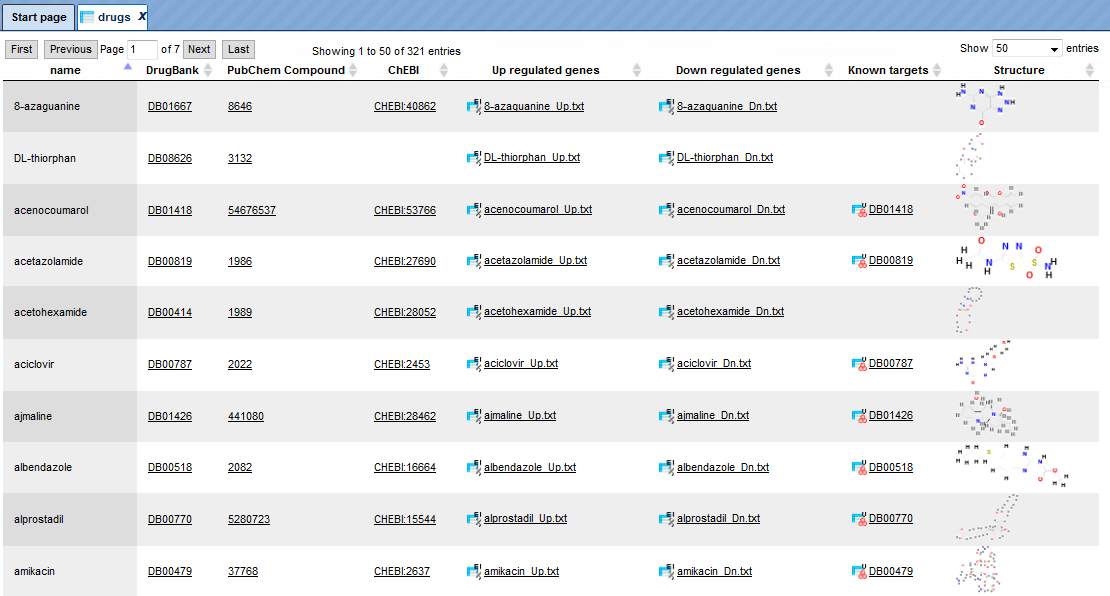 Start page drugs X
First Previous Page 1 of 7 Next Last Showing 1 to 50 of 321 entries Show 50 entries
name DrugBank PubChem Compound ChEBI Up regulated genes Down regulated genes Known targets Structure
8-azaguanine DB01667 8646 CHEBI:40862 8-azaquanine_Up.txt 8-azaquanine_Dn.txt
DL-thiorphan DB08626 3132 DL-thiorphan_Up.txt DL-thiorphan_Dn.txt
acenocoumarol DB01418 54676537 CHEBI:53766 acenocoumarol_Up.txt acenocoumarol_Dn.txt DB01418
acetazolamide DB00819 1986 CHEBI:27690 acetazolamide_Up.txt acetazolamide_Dn.txt DB00819
acetohexamide DB00414 1989 CHEBI:28052 acetohexamide_Up.txt acetohexamide_Dn.txt
aciclovir DB00787 2022 CHEBI:2453 aciclovir_Up.txt aciclovir_Dn.txt DB00787
ajmaline DB01426 441080 CHEBI:28462 ajmaline_Up.txt ajmaline_Dn.txt DB01426
albendazole DB00518 2082 CHEBI:16664 albendazole_Up.txt albendazole_Dn.txt DB00518
alprostadil DB00770 5280723 CHEBI:15544 alprostadil_Up.txt alprostadil_Dn.txt DB00770
amikacin DB00479 37768 CHEBI:2637 amikacin_Up.txt amikacin_Dn.txt DB00479